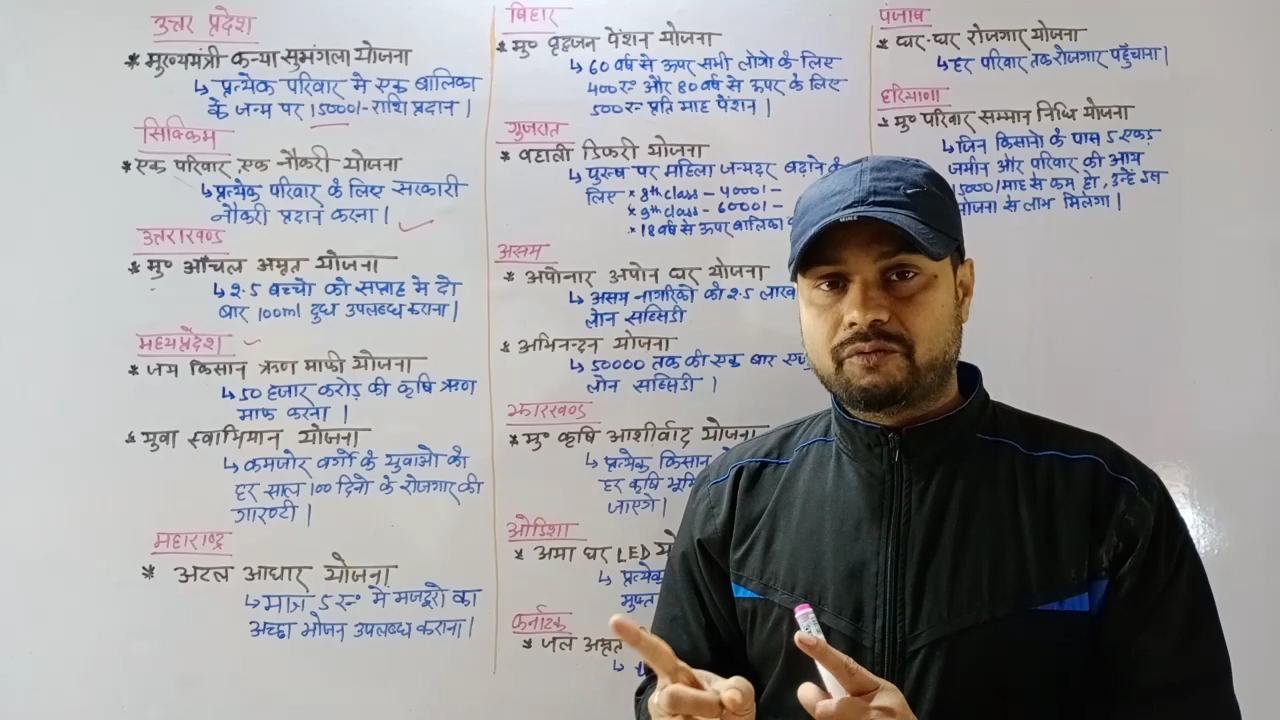 उत्तर प्रदेश
* मुख्यमंत्री कन्या सुमंगला योजना
↳ प्रत्येक परिवार मे एक बालिका
के जन्म पर 15000/- राशि प्रदान |
सिक्किम
एक परिवार एक नौकरी योजना
↳ प्रत्येक परिवार के लिए सरकारी
नौकरी प्रदान करना |
उत्तराखण्ड
* मु० आँचल अमृत योजना
↳ 2.5 बच्चो को सप्ताह मे दो
बार 100ml दुध उपलब्ध कराना |
मध्यप्रदेश
* जय किसान ऋण माफी योजना
↳ 50 हजार करोड़ की कृषि ऋण
माफ करना |
* युवा स्वाभिमान योजना
↳ कमजोर वर्गो के युवाओ को
हर साल 100 दिनो के रोजगार की
गारण्टी |
महाराष्ट्र
* अटल आधार योजना
↳ मात्र 5 रू० में मजदूरो का
अच्छा भोजन उपलब्ध कराना |
बिहार
* मु० वृद्धजन पेंशन योजना
↳ 60 वर्ष से ऊपर सभी लोगो के लिए
400 रू० और 80 वर्ष से ऊपर के लिए
500 रू० प्रति माह पेंशन |
गुजरात
* वहाली डिकरी योजना
↳ पुरुष पर महिला जन्मदर बढाने के
लिए * 8th class - 4000/-
* 9th class - 6000/-
* 18 वर्ष से ऊपर बालिका
असम
* अपोनार अपोन घर योजना
↳ असम नागरिको को 2.5 लाख
लोन सब्सिडी
* अभिनन्दन योजना
↳ 50000 तक की एक बार
लोन सब्सिडी |
झारखण्ड
* मु० कृषि आशीर्वाद योजना
↳ प्रत्येक किसान
हर कृषि भूमि
जाएगे |
ओडिशा
* अमा घर LED
↳ प्रत्येक
मुफ्त
कर्नाटक
* जल अमृत
पंजाब
* घर-घर रोजगार योजना
↳ हर परिवार तक रोजगार पहुँचाना |
हरियाणा
* मु० परिवार सम्मान निधि योजना
↳ जिन किसानो के पास 5 एकड़
जमीन और परिवार की आय
15000/माह से कम हो, उन्हे इस
योजना से लाभ मिलेगा |
NIKE